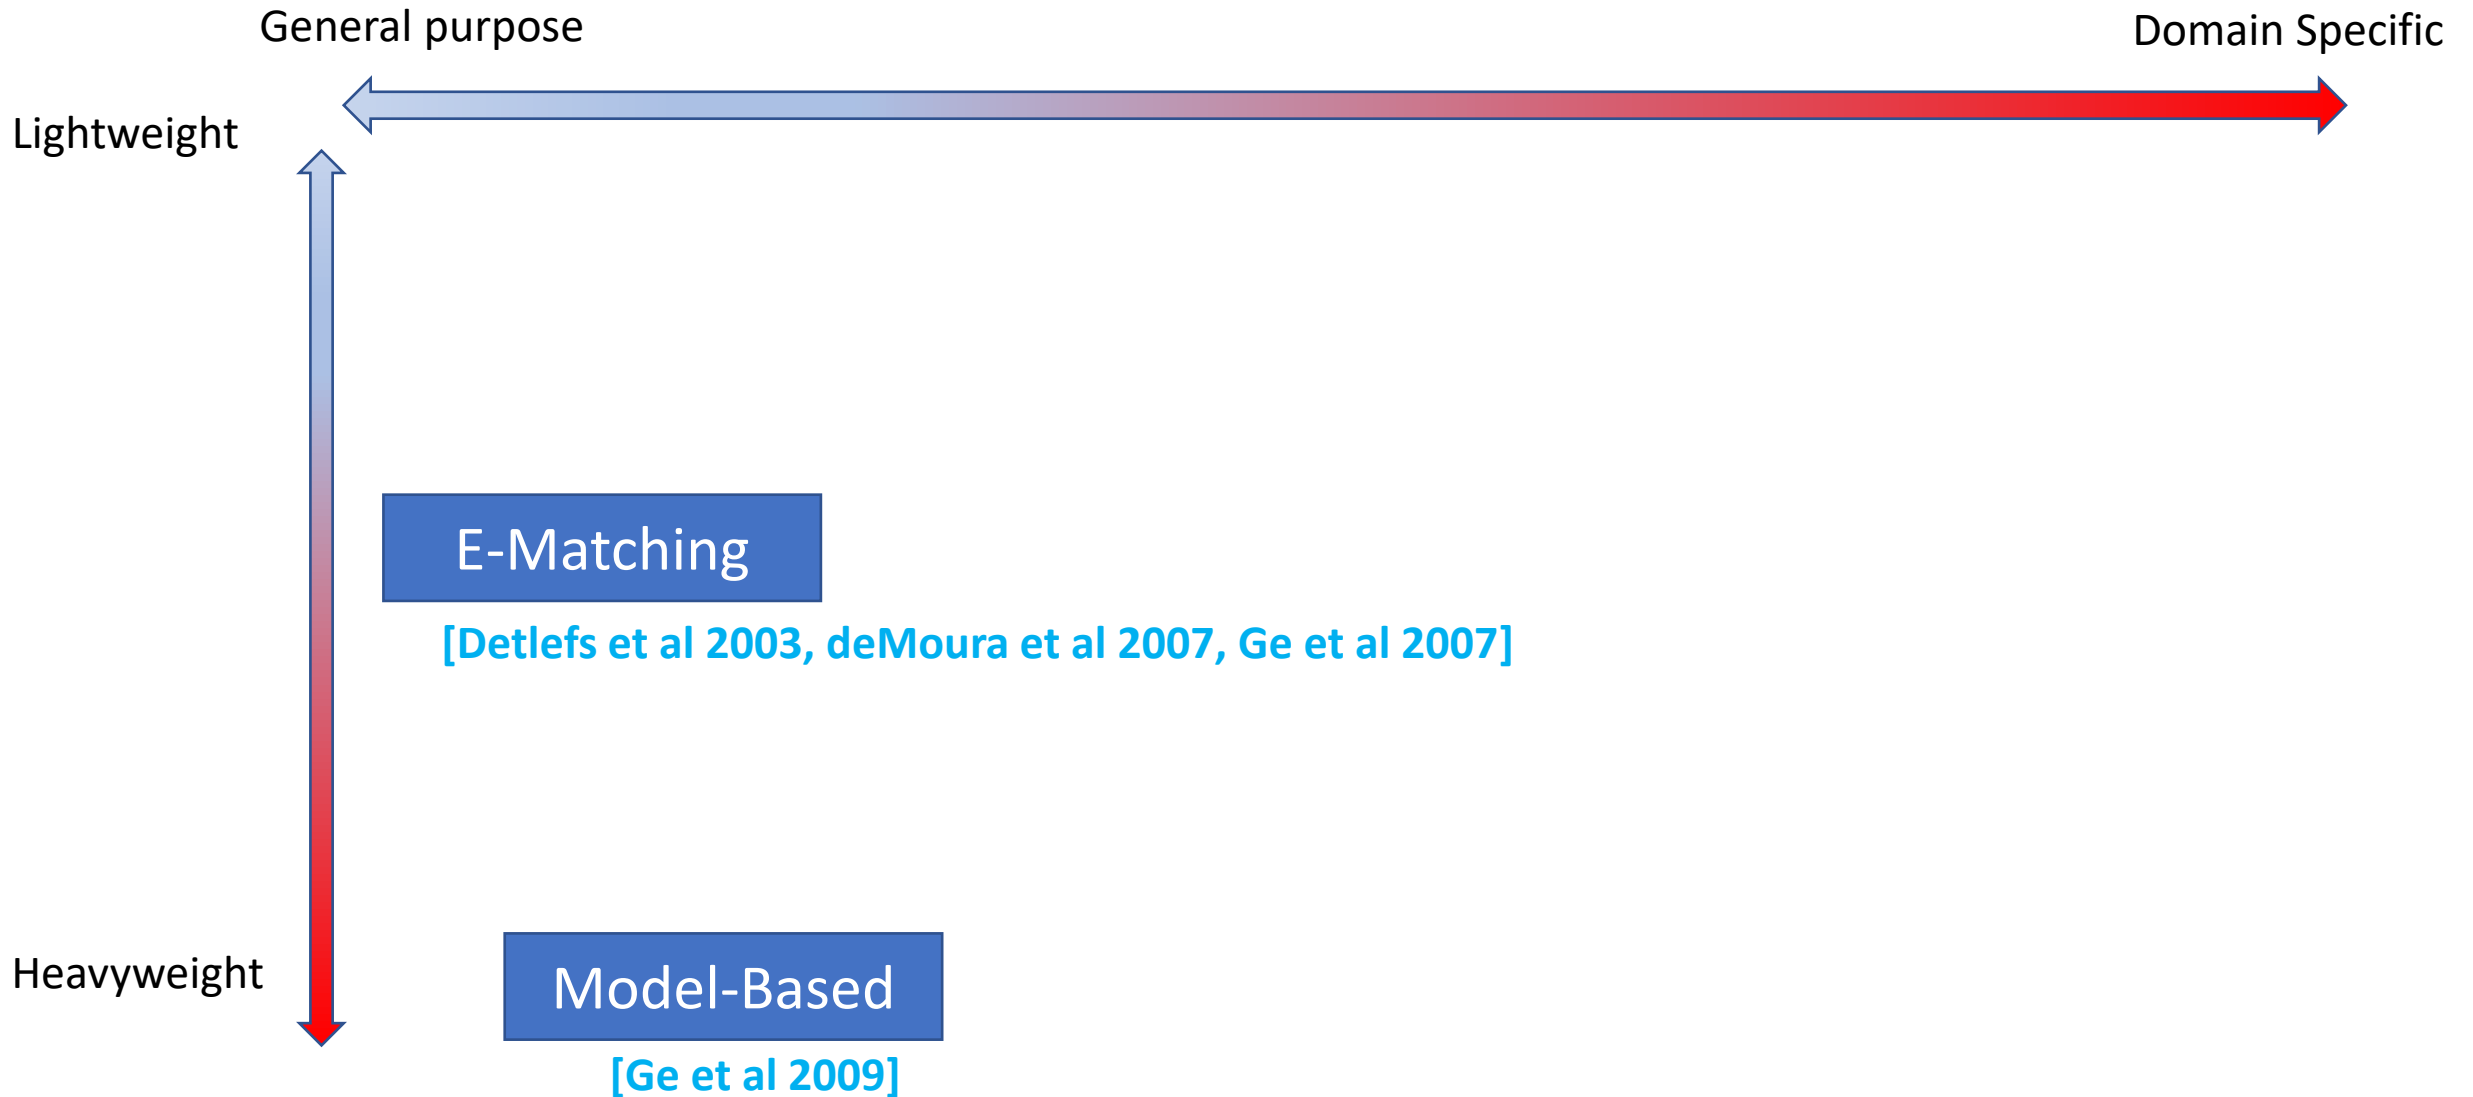 General purpose
Domain Specific
Lightweight
E-Matching
[Detlefs et al 2003, deMoura et al 2007, Ge et al 2007]
Heavyweight
Model-Based
[Ge et al 2009]